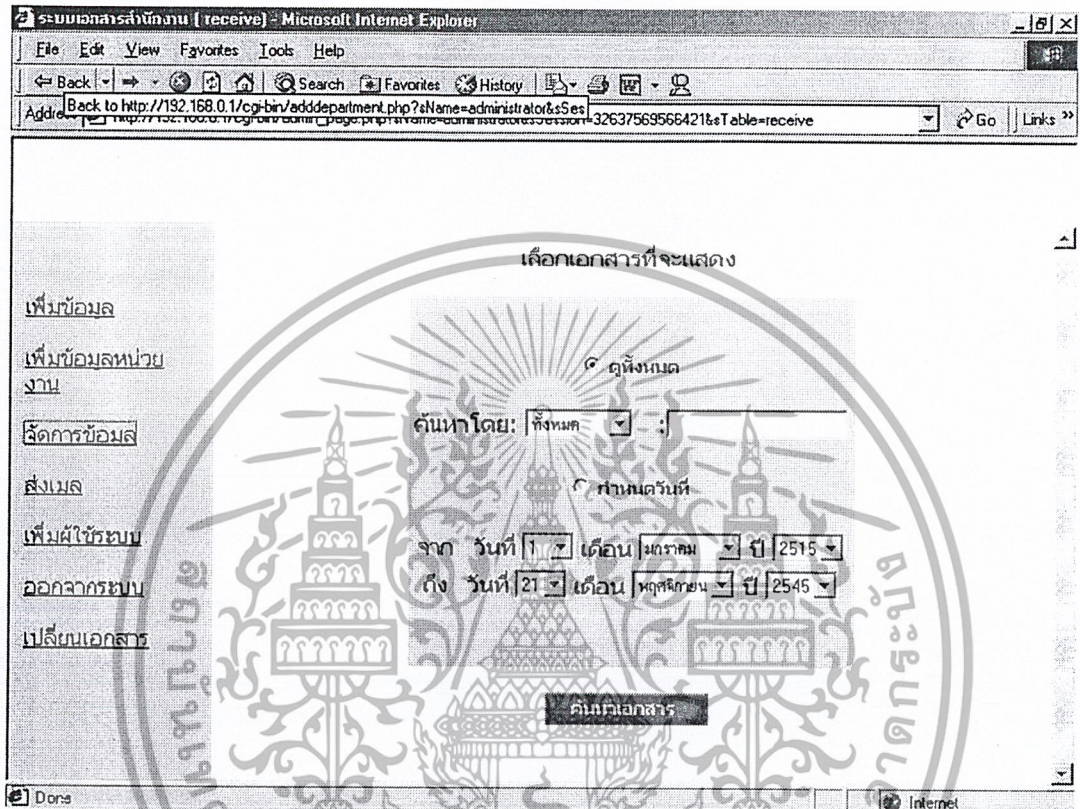 ระบบเอกสารสำนักงาน [ receive] - Microsoft Internet Explorer
File Edit View Favorites Tools Help
Back Search Favorites History
Back to http://192.168.0.1/cgi-bin/adddepartment.php?sName=administrator&sSes
=32637569566421&sTable=receive Go Links »
เลือกเอกสารที่จะแสดง
เพิ่มข้อมูล
เพิ่มข้อมูลหน่วย
งาน
จัดการข้อมูล
ส่งเมล
เพิ่มผู้ใช้ระบบ
ออกจากระบบ
เปลี่ยนเอกสาร
ดูทั้งหมด
ค้นหาโดย: ทั้งหมด :
กำหนดวันที่
จาก วันที่ 1 เดือน มกราคม ปี 2515
ถึง วันที่ 21 เดือน พฤศจิกายน ปี 2545
ค้นหาเอกสาร
Done Internet